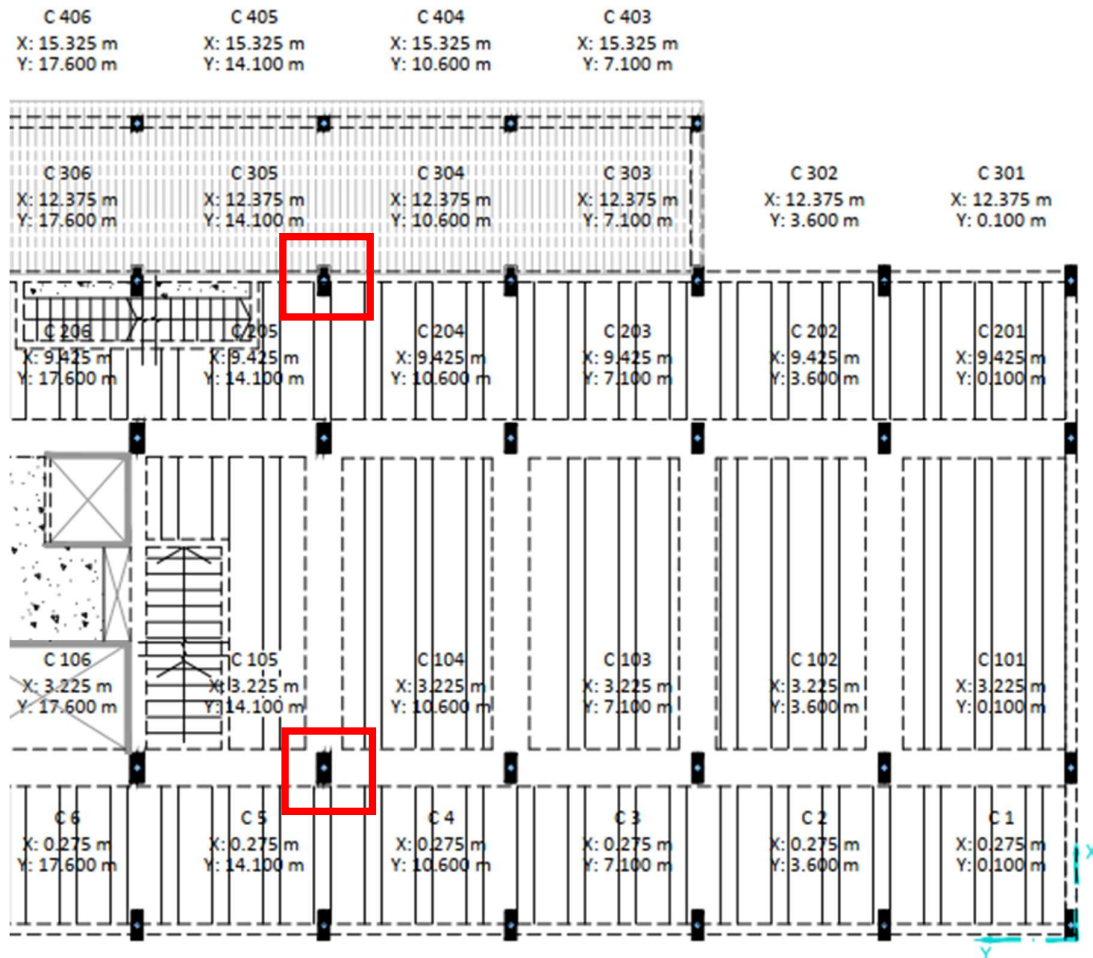 C 406 C 405 C 404 C 403
X: 15.325 m X: 15.325 m X: 15.325 m X: 15.325 m
Y: 17.600 m Y: 14.100 m Y: 10.600 m Y: 7.100 m
C 306 C 305 C 304 C 303 C 302 C 301
X: 12.375 m X: 12.375 m X: 12.375 m X: 12.375 m X: 12.375 m X: 12.375 m
Y: 17.600 m Y: 14.100 m Y: 10.600 m Y: 7.100 m Y: 3.600 m Y: 0.100 m
C 206 C 205 C 204 C 203 C 202 C 201
X: 9.425 m X: 9.425 m X: 9.425 m X: 9.425 m X: 9.425 m X: 9.425 m
Y: 17.600 m Y: 14.100 m Y: 10.600 m Y: 7.100 m Y: 3.600 m Y: 0.100 m
C 106 C 105 C 104 C 103 C 102 C 101
X: 3.225 m X: 3.225 m X: 3.225 m X: 3.225 m X: 3.225 m X: 3.225 m
Y: 17.600 m Y: 14.100 m Y: 10.600 m Y: 7.100 m Y: 3.600 m Y: 0.100 m
C 6 C 5 C 4 C 3 C 2 C 1
X: 0.275 m X: 0.275 m X: 0.275 m X: 0.275 m X: 0.275 m X: 0.275 m
Y: 17.600 m Y: 14.100 m Y: 10.600 m Y: 7.100 m Y: 3.600 m Y: 0.100 m
X
Y